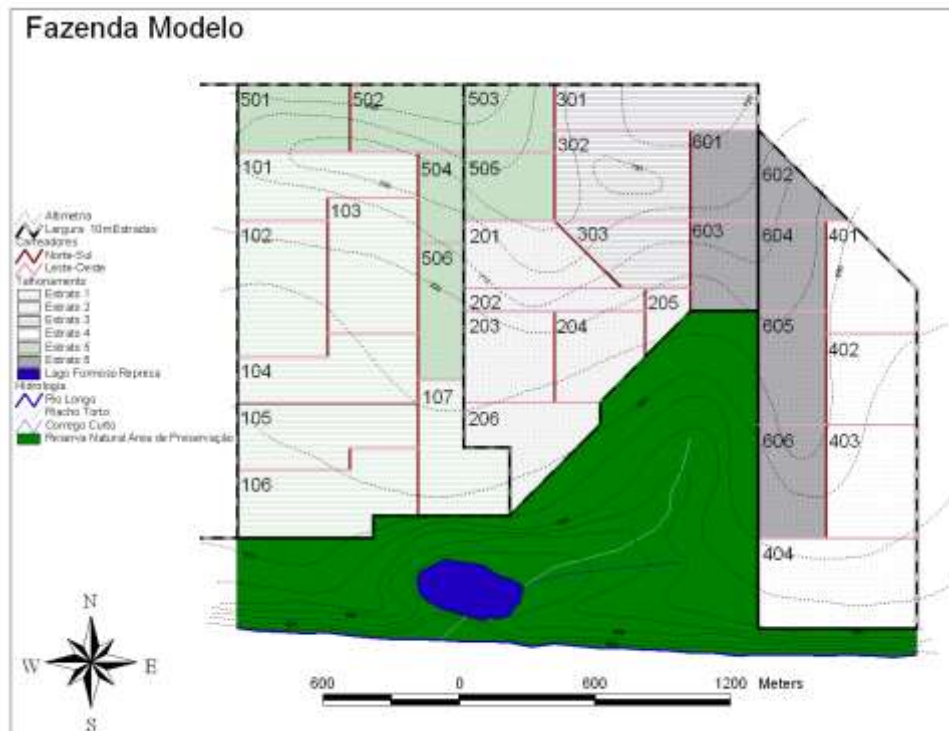 Fazenda Modelo
501
502
503
301
302
601
101
504
505
602
103
102
201
303
603
604
401
506
202
205
203
204
605
402
104
107
105
206
606
403
106
404
Altimetria
Largura 10m Estradas
Carreadores
Norte-Sul
Leste-Oeste
Talhonamento
Estrato 1
Estrato 2
Estrato 3
Estrato 4
Estrato 5
Estrato 6
Lago Formoso Represa
Hidrologia
Rio Longo
Riacho Torto
Corrego Curto
Reserva Natural Área de Preservação
N
W
E
S
600 0 600 1200 Meters